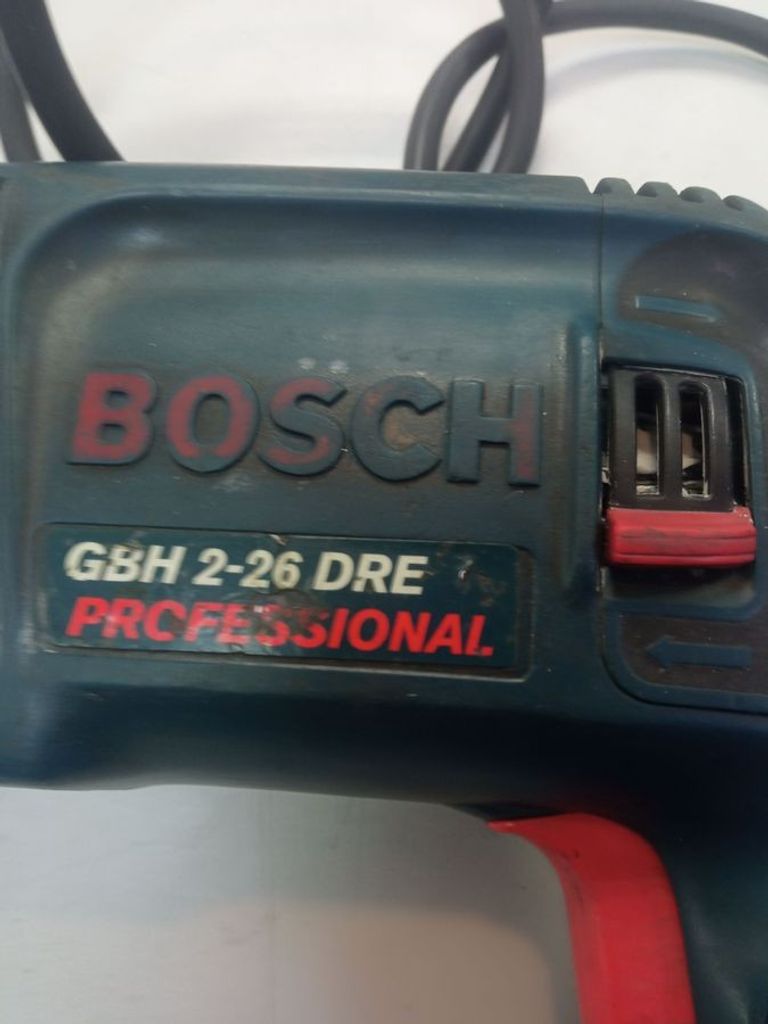 BOSCH
GBH 2-26 DRE
PROFESSIONAL